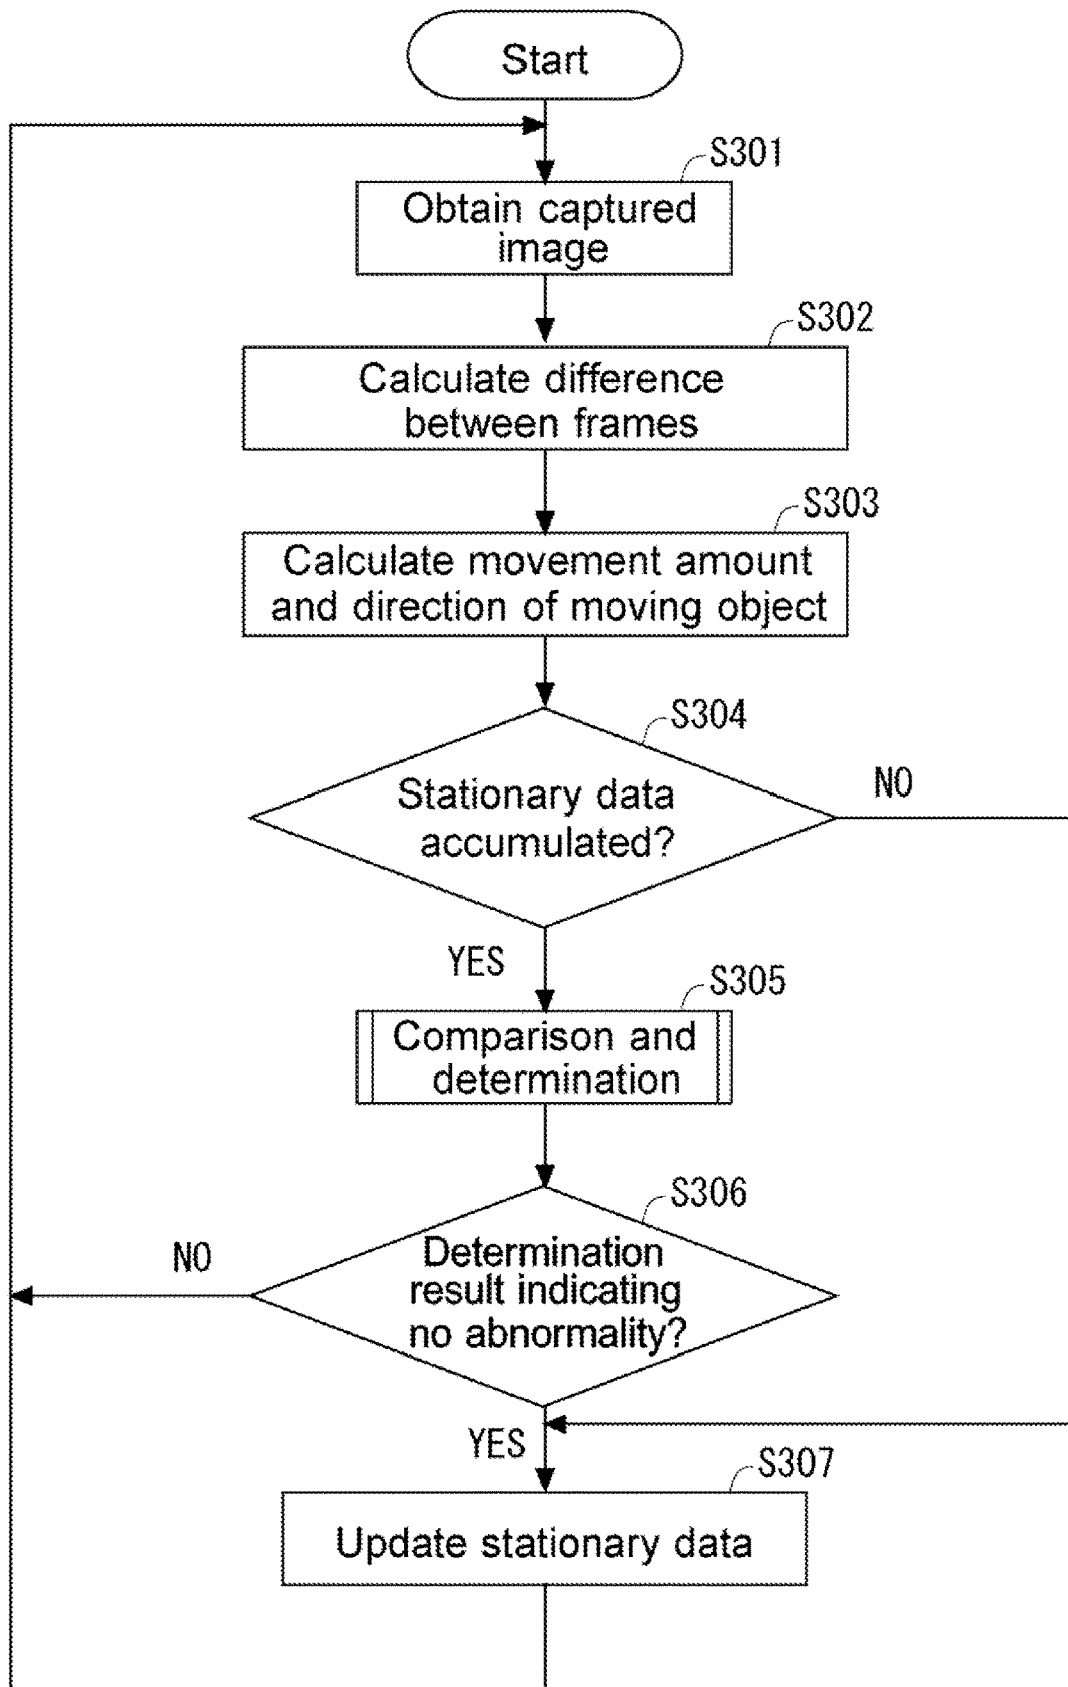 Start
S301
Obtain captured
image
S302
Calculate difference
between frames
S303
Calculate movement amount
and direction of moving object
S304
Stationary data
accumulated?
NO
YES
S305
Comparison and
determination
S306
Determination
result indicating
no abnormality?
NO
YES
S307
Update stationary data